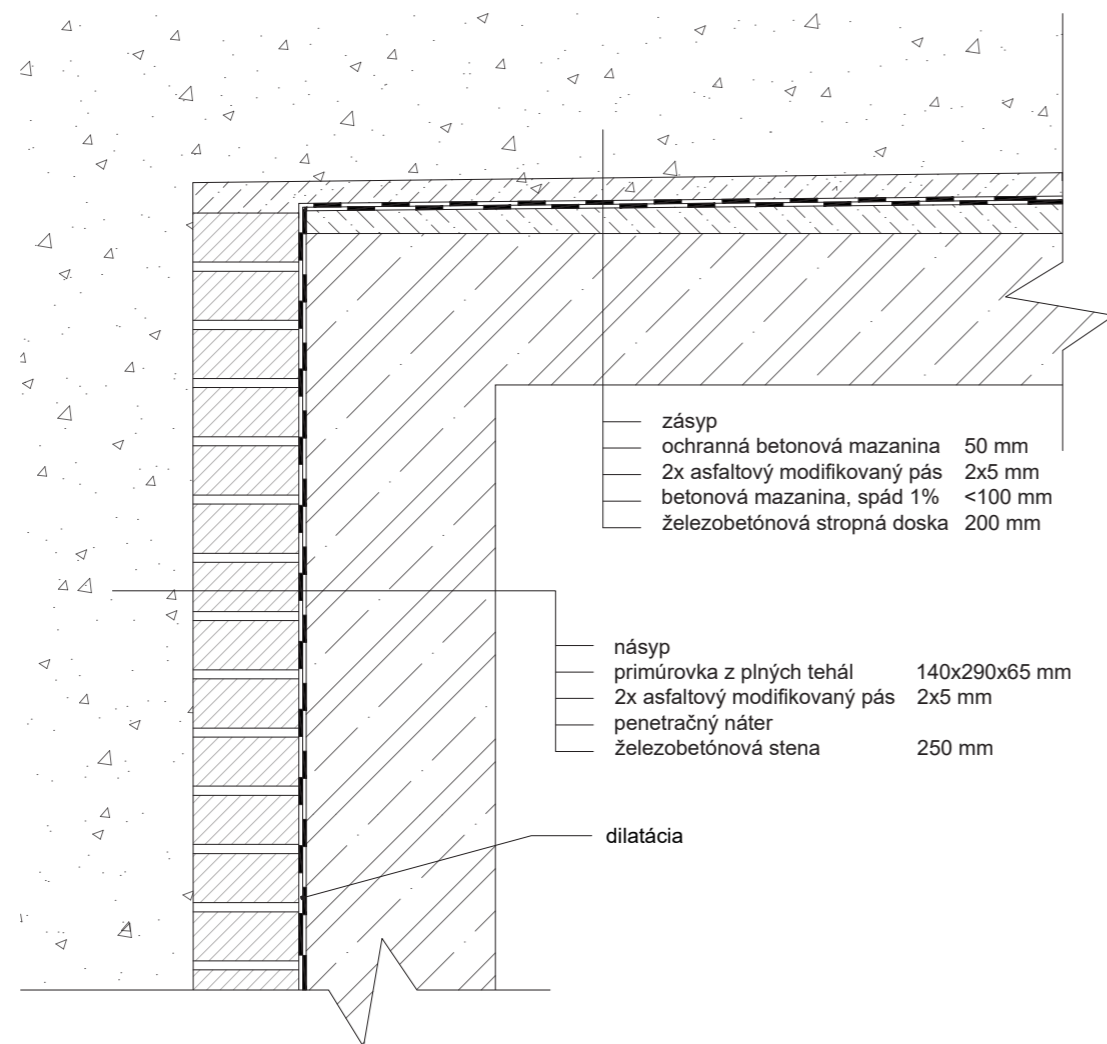 zásyp
ochranná betonová mazanina 50 mm
2x asfaltový modifikovaný pás 2x5 mm
betonová mazanina, spád 1% <100 mm
železobetónová stropná doska 200 mm
násyp
primúrovka z plných tehál 140x290x65 mm
2x asfaltový modifikovaný pás 2x5 mm
penetračný náter
železobetónová stena 250 mm
dilatácia